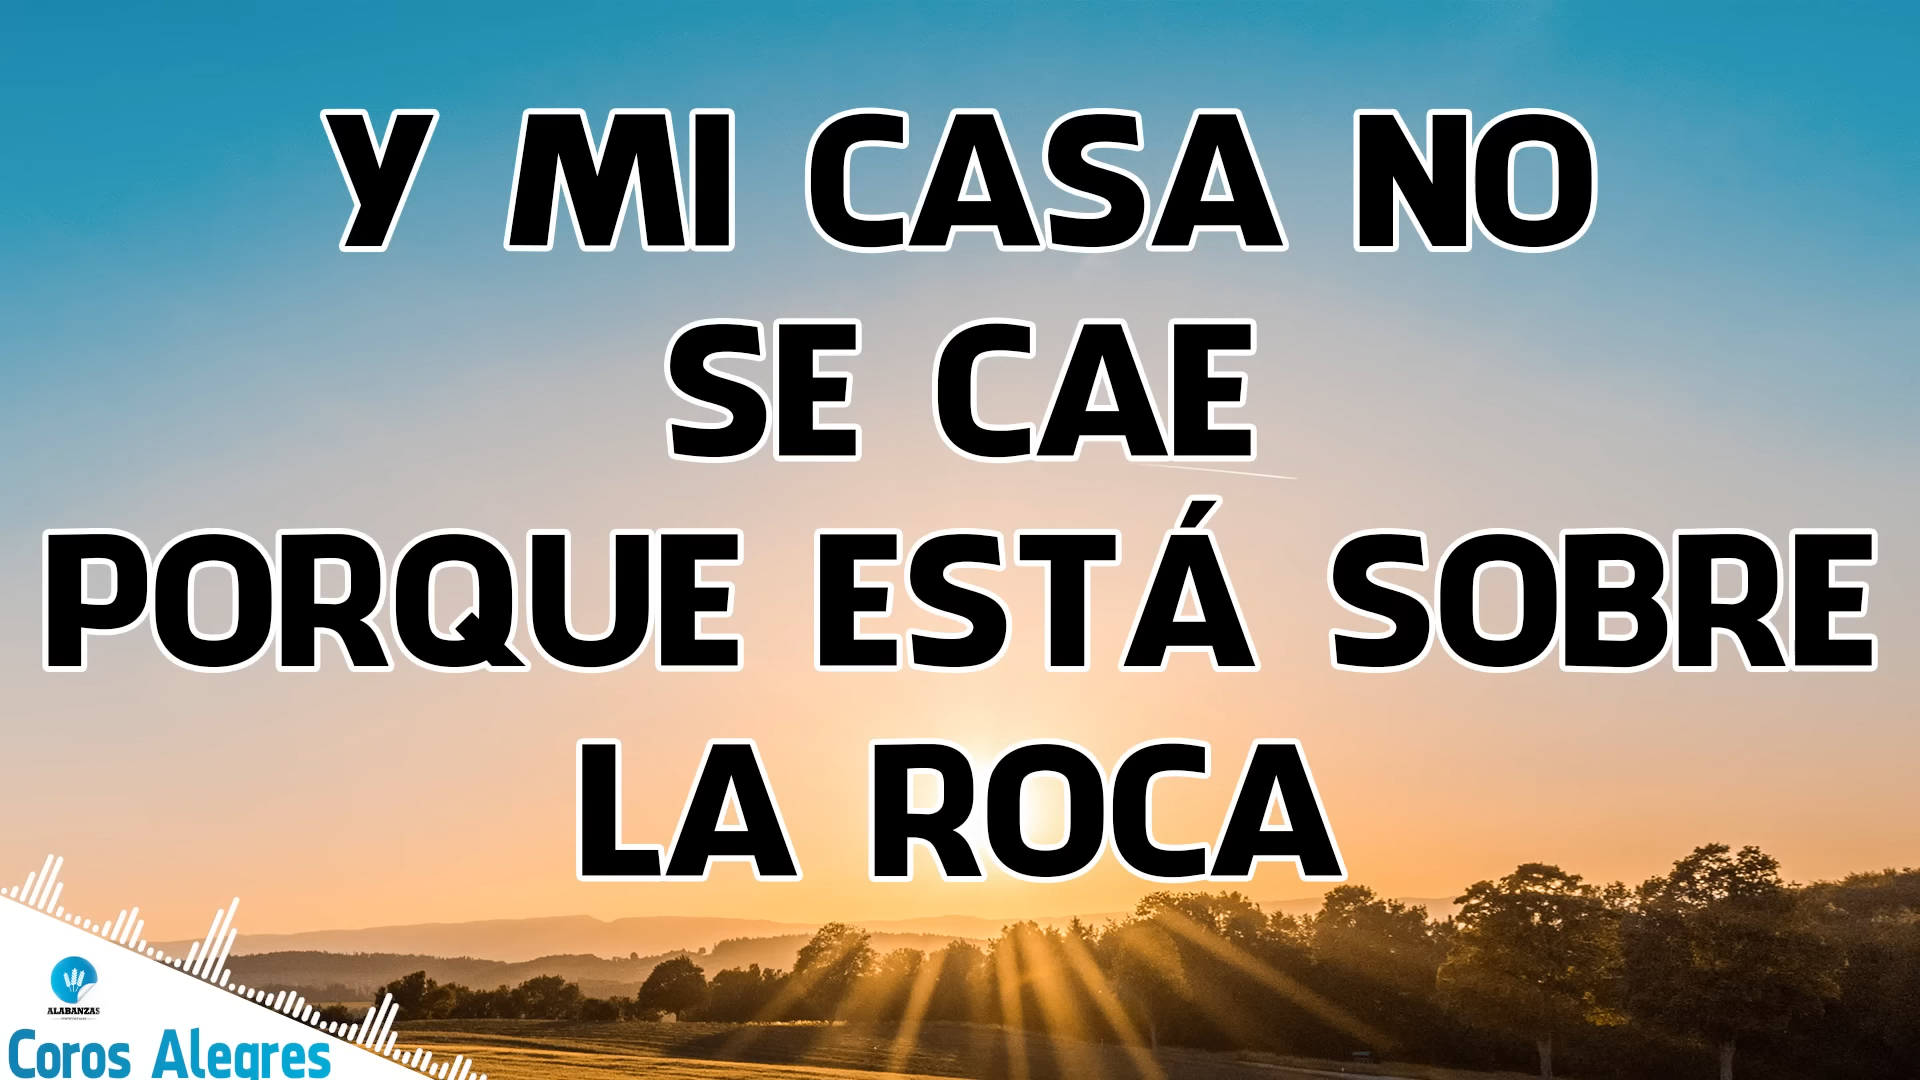 Y MI CASA NO
SE CAE
PORQUE ESTÁ SOBRE
LA ROCA
ALABANZAS
Coros Alegres